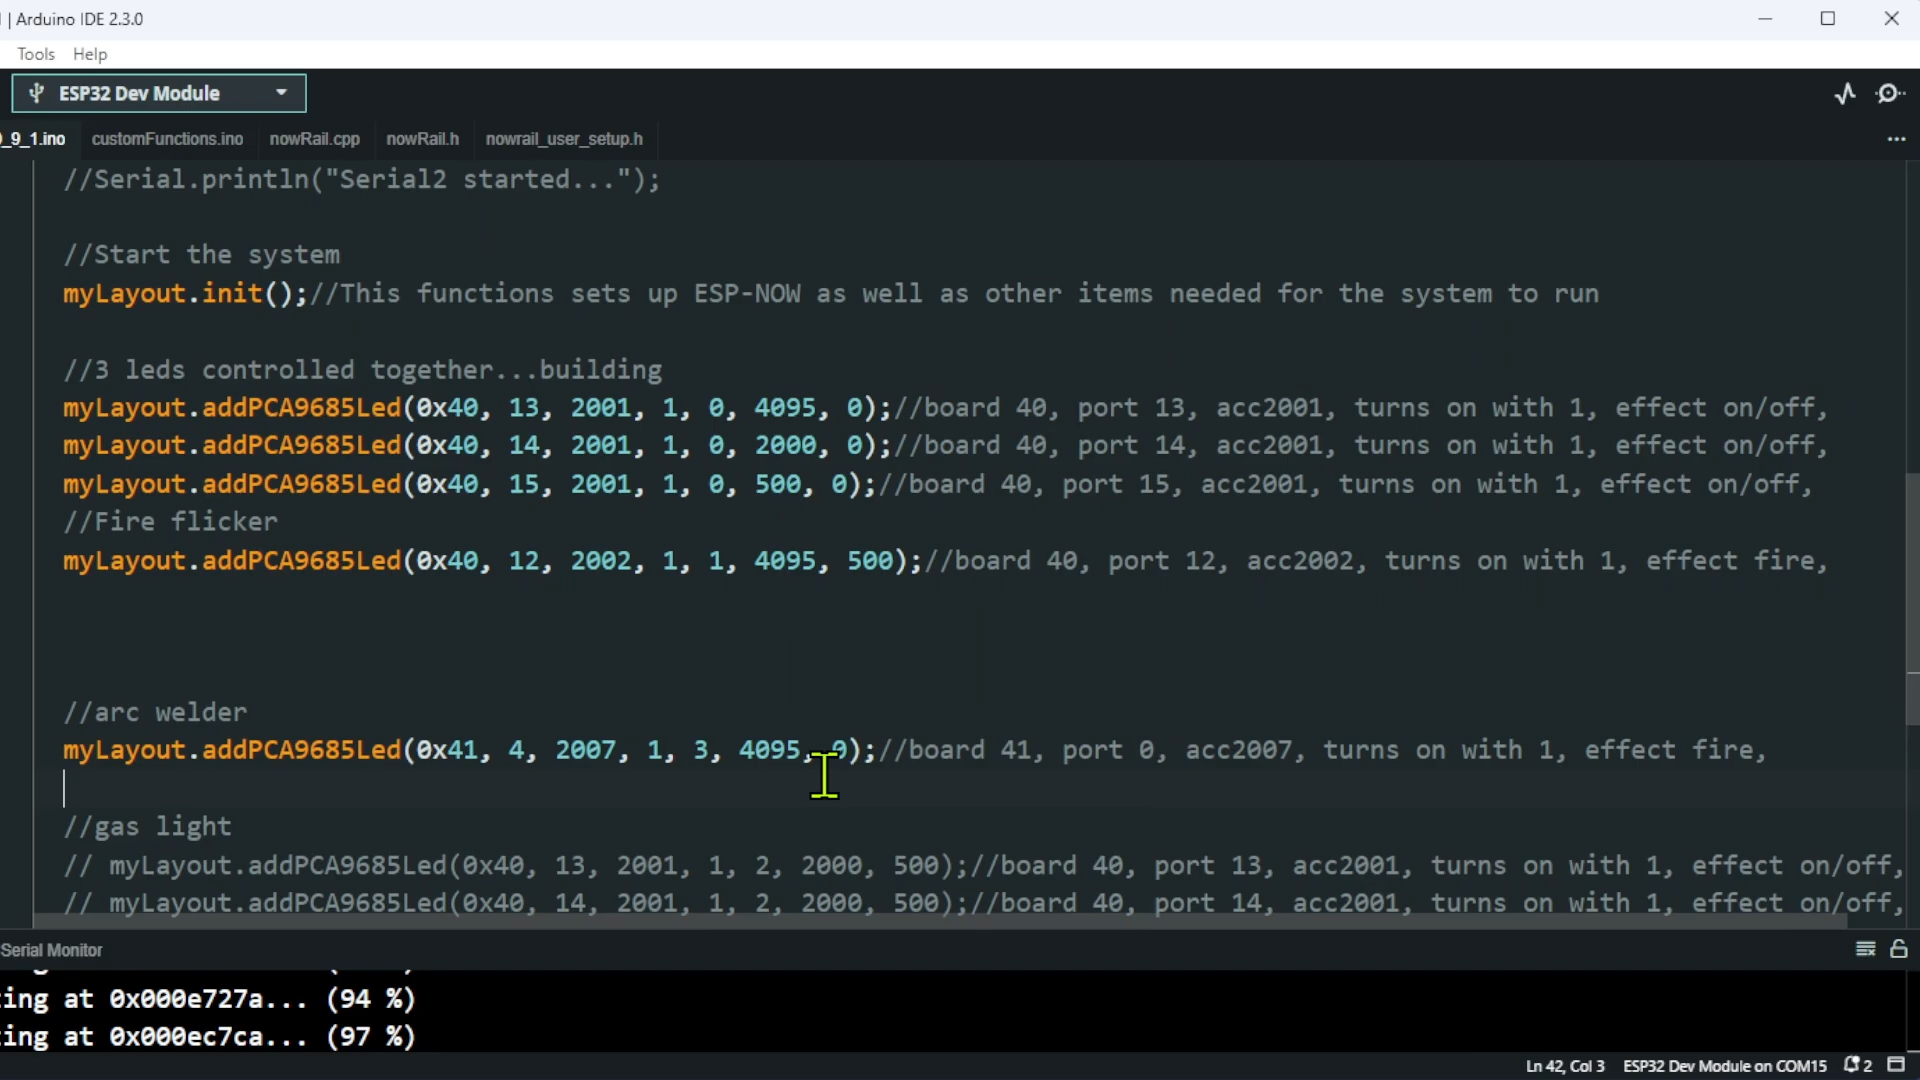 | Arduino IDE 2.3.0
Tools Help
ESP32 Dev Module
_9_1.ino customFunctions.ino nowRail.cpp nowRail.h nowrail_user_setup.h
//Serial.println("Serial2 started...");
//Start the system
myLayout.init();//This functions sets up ESP-NOW as well as other items needed for the system to run
//3 leds controlled together...building
myLayout.addPCA9685Led(0x40, 13, 2001, 1, 0, 4095, 0);//board 40, port 13, acc2001, turns on with 1, effect on/off,
myLayout.addPCA9685Led(0x40, 14, 2001, 1, 0, 2000, 0);//board 40, port 14, acc2001, turns on with 1, effect on/off,
myLayout.addPCA9685Led(0x40, 15, 2001, 1, 0, 500, 0);//board 40, port 15, acc2001, turns on with 1, effect on/off,
//Fire flicker
myLayout.addPCA9685Led(0x40, 12, 2002, 1, 1, 4095, 500);//board 40, port 12, acc2002, turns on with 1, effect fire,
//arc welder
myLayout.addPCA9685Led(0x41, 4, 2007, 1, 3, 4095, 0);//board 41, port 0, acc2007, turns on with 1, effect fire,
//gas light
// myLayout.addPCA9685Led(0x40, 13, 2001, 1, 2, 2000, 500);//board 40, port 13, acc2001, turns on with 1, effect on/off,
// myLayout.addPCA9685Led(0x40, 14, 2001, 1, 2, 2000, 500);//board 40, port 14, acc2001, turns on with 1, effect on/off,
Serial Monitor
ing at 0x000e727a... (94 %)
ing at 0x000ec7ca... (97 %)
Ln 42, Col 3 ESP32 Dev Module on COM15 2